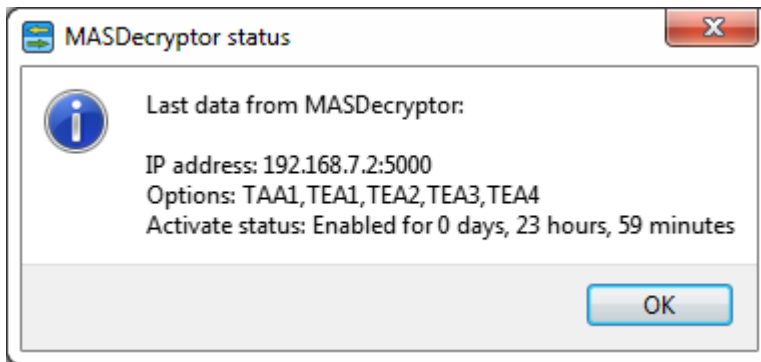 MASDecryptor status
Last data from MASDecryptor:
IP address: 192.168.7.2:5000
Options: TAA1,TEA1,TEA2,TEA3,TEA4
Activate status: Enabled for 0 days, 23 hours, 59 minutes
OK